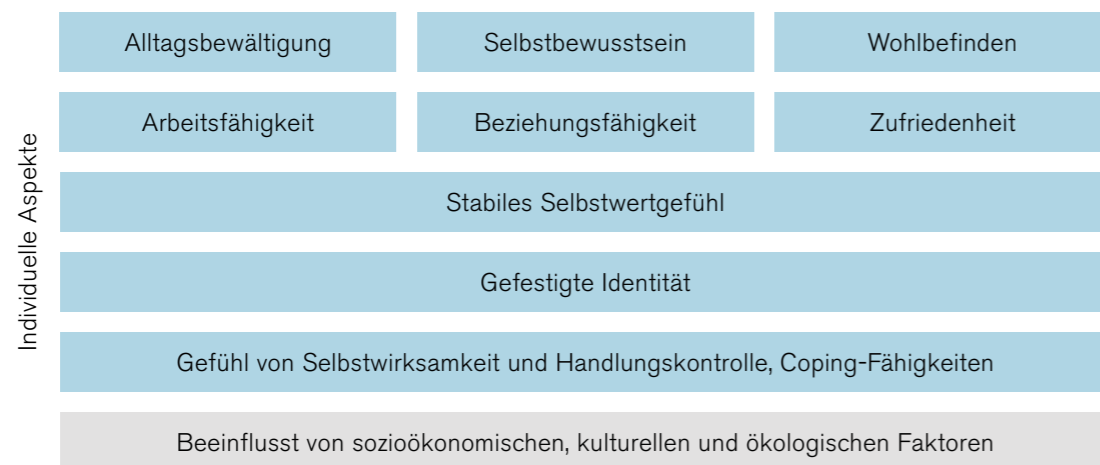 Individuelle Aspekte
Alltagsbewältigung
Selbstbewusstsein
Wohlbefinden
Arbeitsfähigkeit
Beziehungsfähigkeit
Zufriedenheit
Stabiles Selbstwertgefühl
Gefestigte Identität
Gefühl von Selbstwirksamkeit und Handlungskontrolle, Coping-Fähigkeiten
Beeinflusst von sozioökonomischen, kulturellen und ökologischen Faktoren